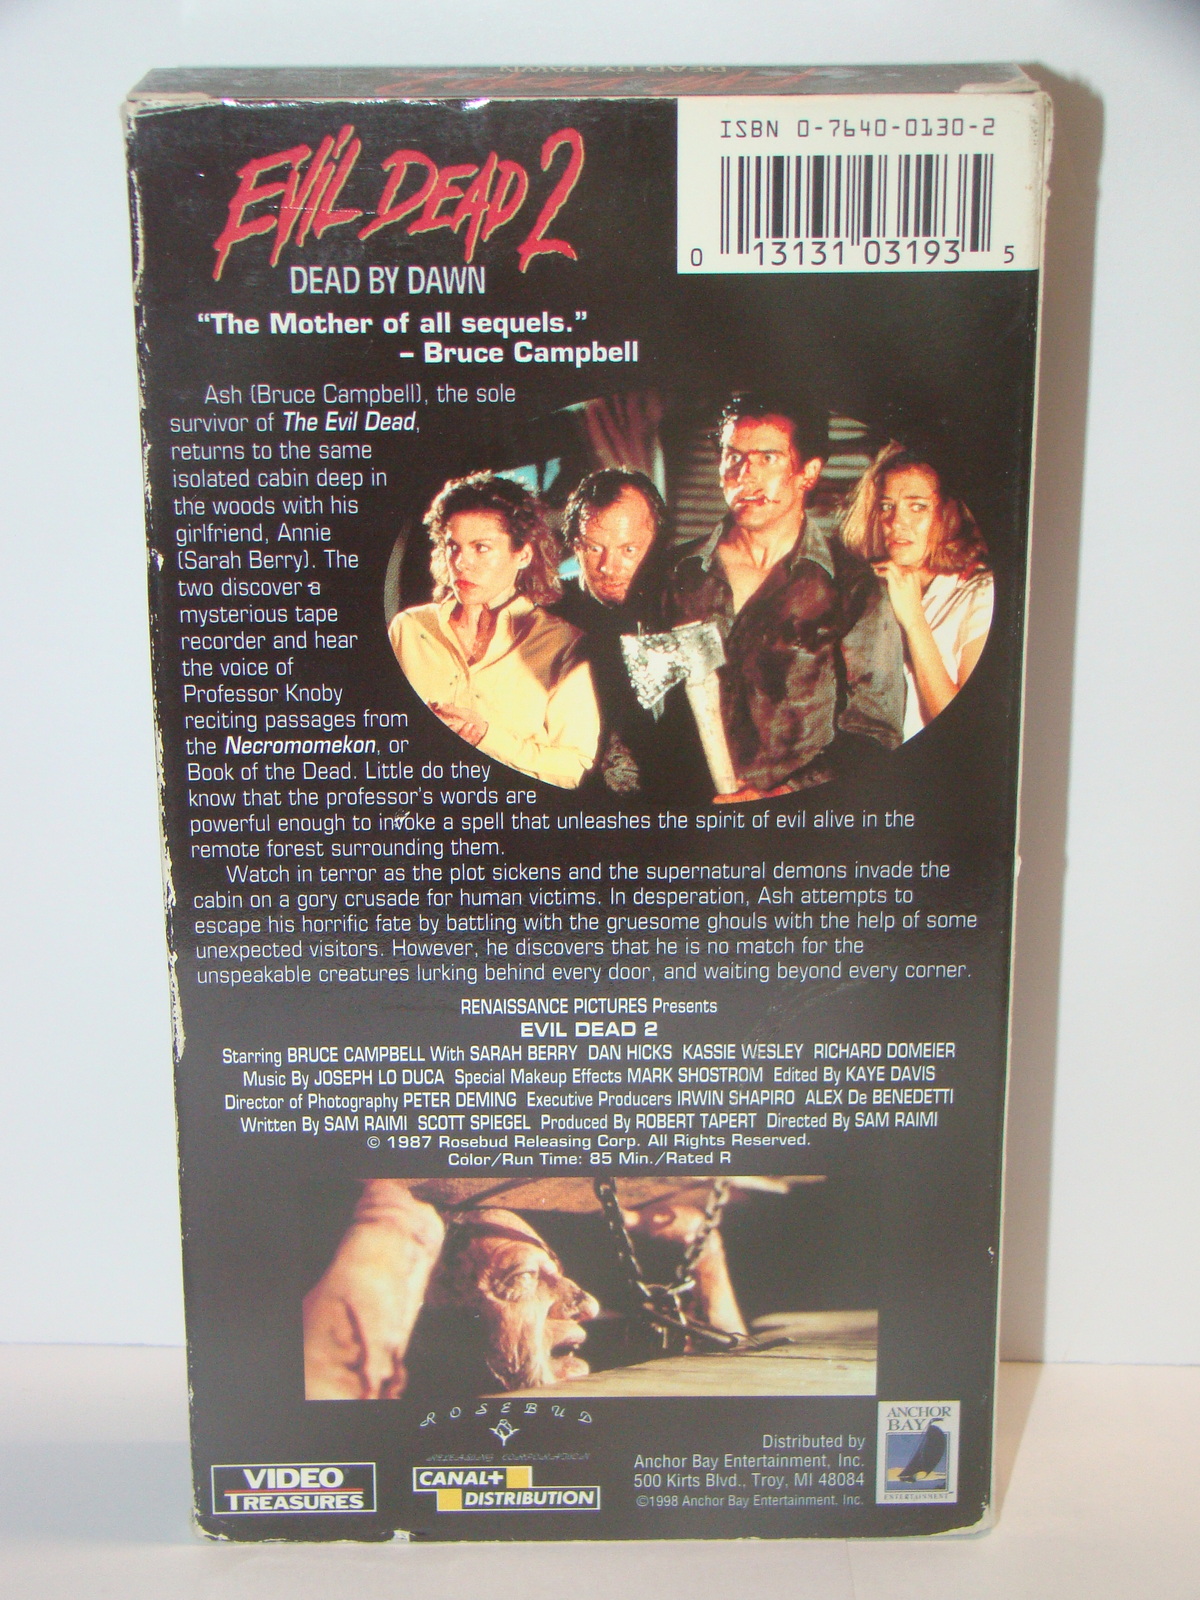 DEAD BY DAWN
EVIL DEAD 2
DEAD BY DAWN
ISBN 0-7640-0130-2
0 13131 03193 5
“The Mother of all sequels.”
– Bruce Campbell
Ash (Bruce Campbell), the sole
survivor of The Evil Dead,
returns to the same
isolated cabin deep in
the woods with his
girlfriend, Annie
(Sarah Berry). The
two discover a
mysterious tape
recorder and hear
the voice of
Professor Knoby
reciting passages from
the Necromomekon, or
Book of the Dead. Little do they
know that the professor's words are
powerful enough to invoke a spell that unleashes the spirit of evil alive in the
remote forest surrounding them.
Watch in terror as the plot sickens and the supernatural demons invade the
cabin on a gory crusade for human victims. In desperation, Ash attempts to
escape his horrific fate by battling with the gruesome ghouls with the help of some
unexpected visitors. However, he discovers that he is no match for the
unspeakable creatures lurking behind every door, and waiting beyond every corner.
RENAISSANCE PICTURES Presents
EVIL DEAD 2
Starring BRUCE CAMPBELL With SARAH BERRY DAN HICKS KASSIE WESLEY RICHARD DOMEIER
Music By JOSEPH LO DUCA Special Makeup Effects MARK SHOSTROM Edited By KAYE DAVIS
Director of Photography PETER DEMING Executive Producers IRWIN SHAPIRO ALEX De BENEDETTI
Written By SAM RAIMI SCOTT SPIEGEL Produced By ROBERT TAPERT Directed By SAM RAIMI
© 1987 Rosebud Releasing Corp. All Rights Reserved.
Color/Run Time: 85 Min./Rated R
VIDEO
TREASURES
ROSEBUD
RELEASING CORPORATION
CANAL+
DISTRIBUTION
Distributed by
Anchor Bay Entertainment, Inc.
500 Kirts Blvd., Troy, MI 48084
©1998 Anchor Bay Entertainment, Inc.
ANCHOR
BAY
ENTERTAINMENT